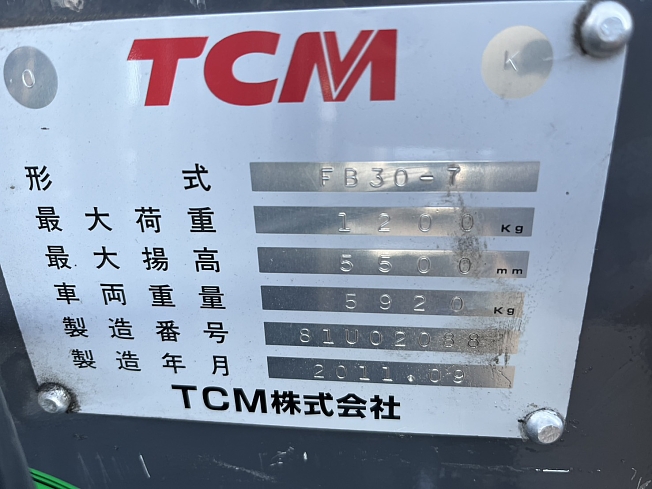 O TCM K
形式 FB30-7
最大荷重 1200 Kg
最大揚高 5500 mm
車両重量 5920 Kg
製造番号 81U02088
製造年月 2011.09
TCM株式会社